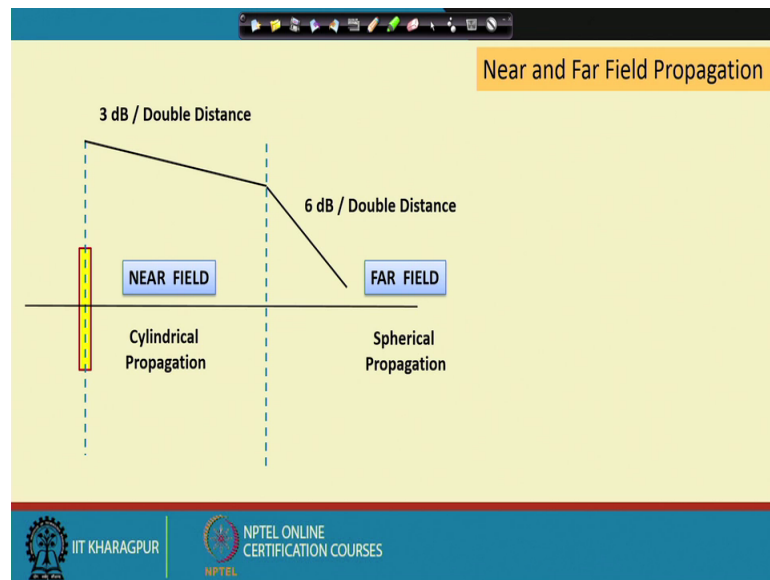 Near and Far Field Propagation
3 dB / Double Distance
6 dB / Double Distance
NEAR FIELD
FAR FIELD
Cylindrical
Propagation
Spherical
Propagation
IIT KHARAGPUR
NPTEL
NPTEL ONLINE
CERTIFICATION COURSES